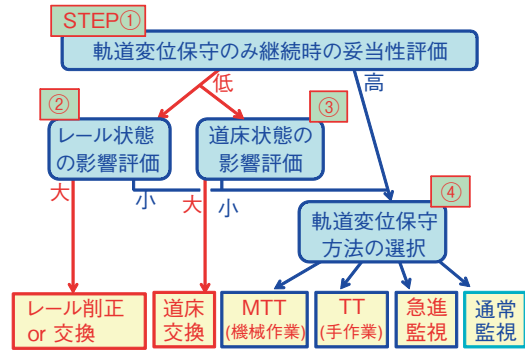 STEP①
軌道変位保守のみ継続時の妥当性評価
低
高
②
③
レール状態
の影響評価
道床状態の
影響評価
大
小
大
小
④
軌道変位保守
方法の選択
レール削正
or 交換
道床
交換
MTT
(機械作業)
TT
(手作業)
急進
監視
通常
監視